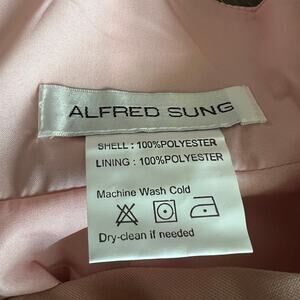 ALFRED SUNG
SHELL : 100%POLYESTER
LINING : 100%POLYESTER
Machine Wash Cold
Dry-clean if needed